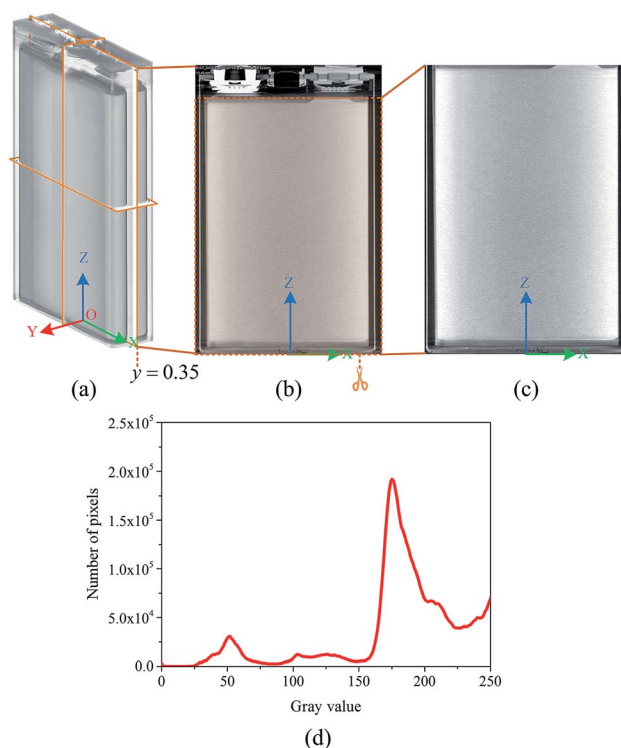 Z
O
Y
X
y = 0.35
(a)
Z
X
(b)
Z
X
(c)
2.5x10⁵
2.0x10⁵
1.5x10⁵
1.0x10⁵
5.0x10⁴
0.0
Number of pixels
0 50 100 150 200 250
Gray value
(d)